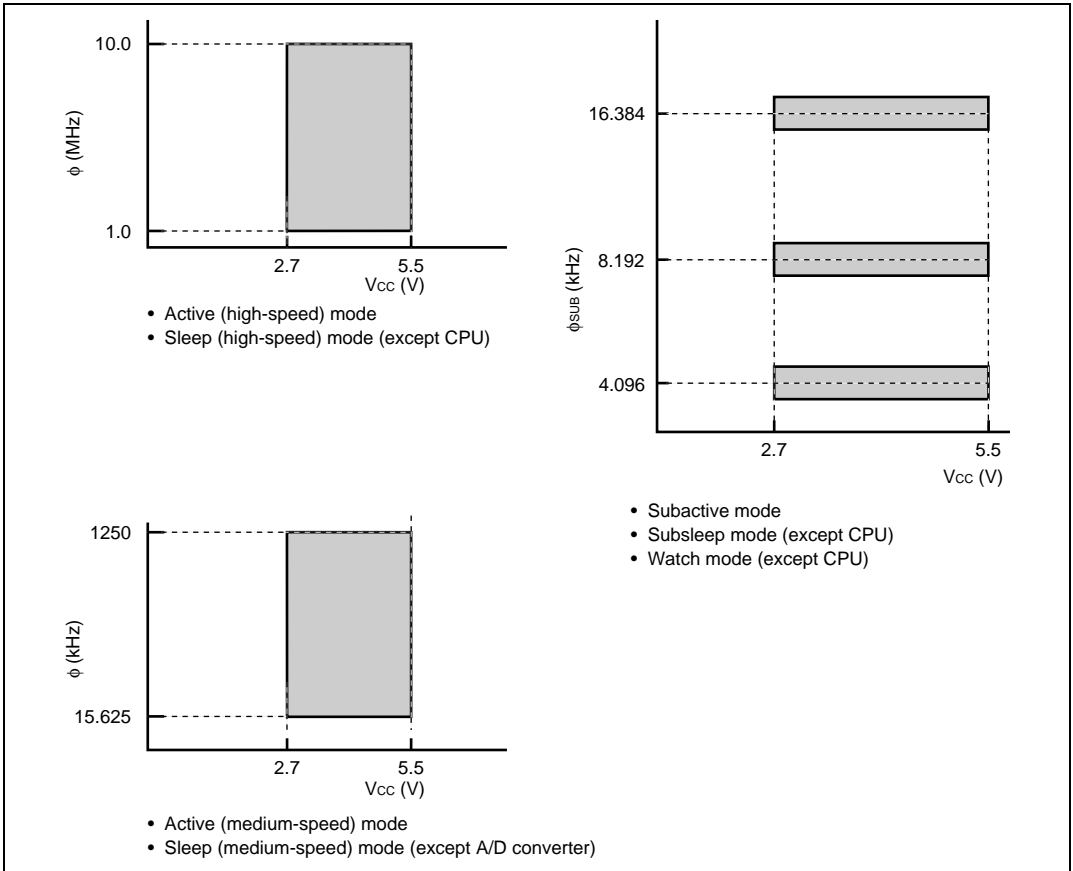 10.0
φ (MHz)
1.0
2.7
5.5
Vcc (V)
• Active (high-speed) mode
• Sleep (high-speed) mode (except CPU)
16.384
8.192
φSUB (kHz)
4.096
2.7
5.5
Vcc (V)
• Subactive mode
• Subsleep mode (except CPU)
• Watch mode (except CPU)
1250
φ (kHz)
15.625
2.7
5.5
Vcc (V)
• Active (medium-speed) mode
• Sleep (medium-speed) mode (except A/D converter)